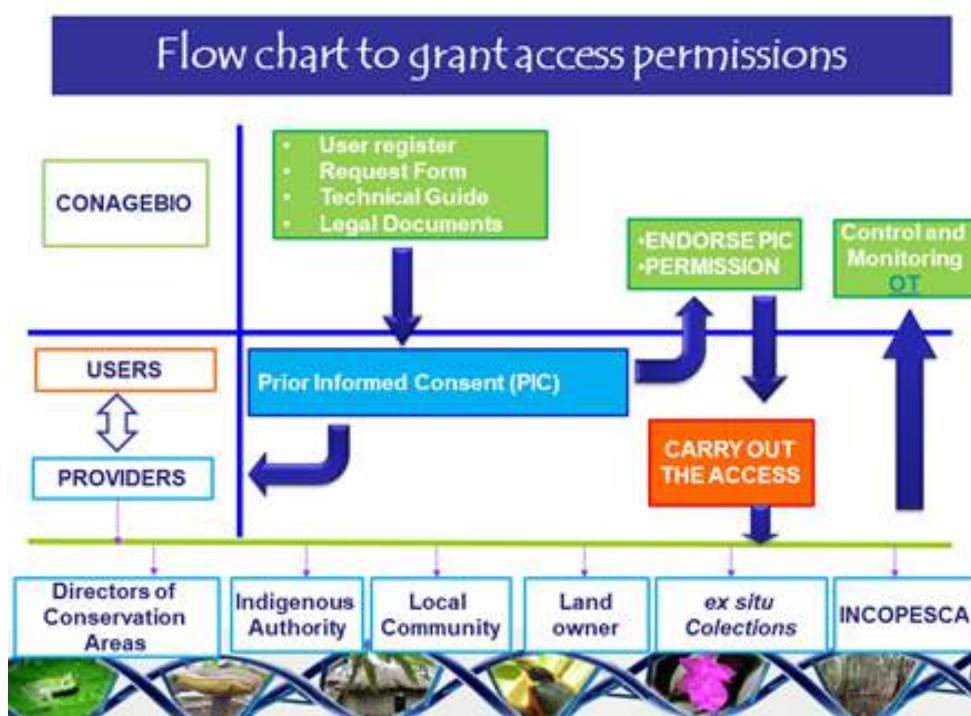 Flow chart to grant access permissions
CONAGEBIO
• User register
• Request Form
• Technical Guide
• Legal Documents
•ENDORSE PIC
•PERMISSION
Control and
Monitoring
OT
USERS
Prior Informed Consent (PIC)
PROVIDERS
CARRY OUT
THE ACCESS
Directors of
Conservation
Areas
Indigenous
Authority
Local
Community
Land
owner
ex situ
Colections
INCOPESCA